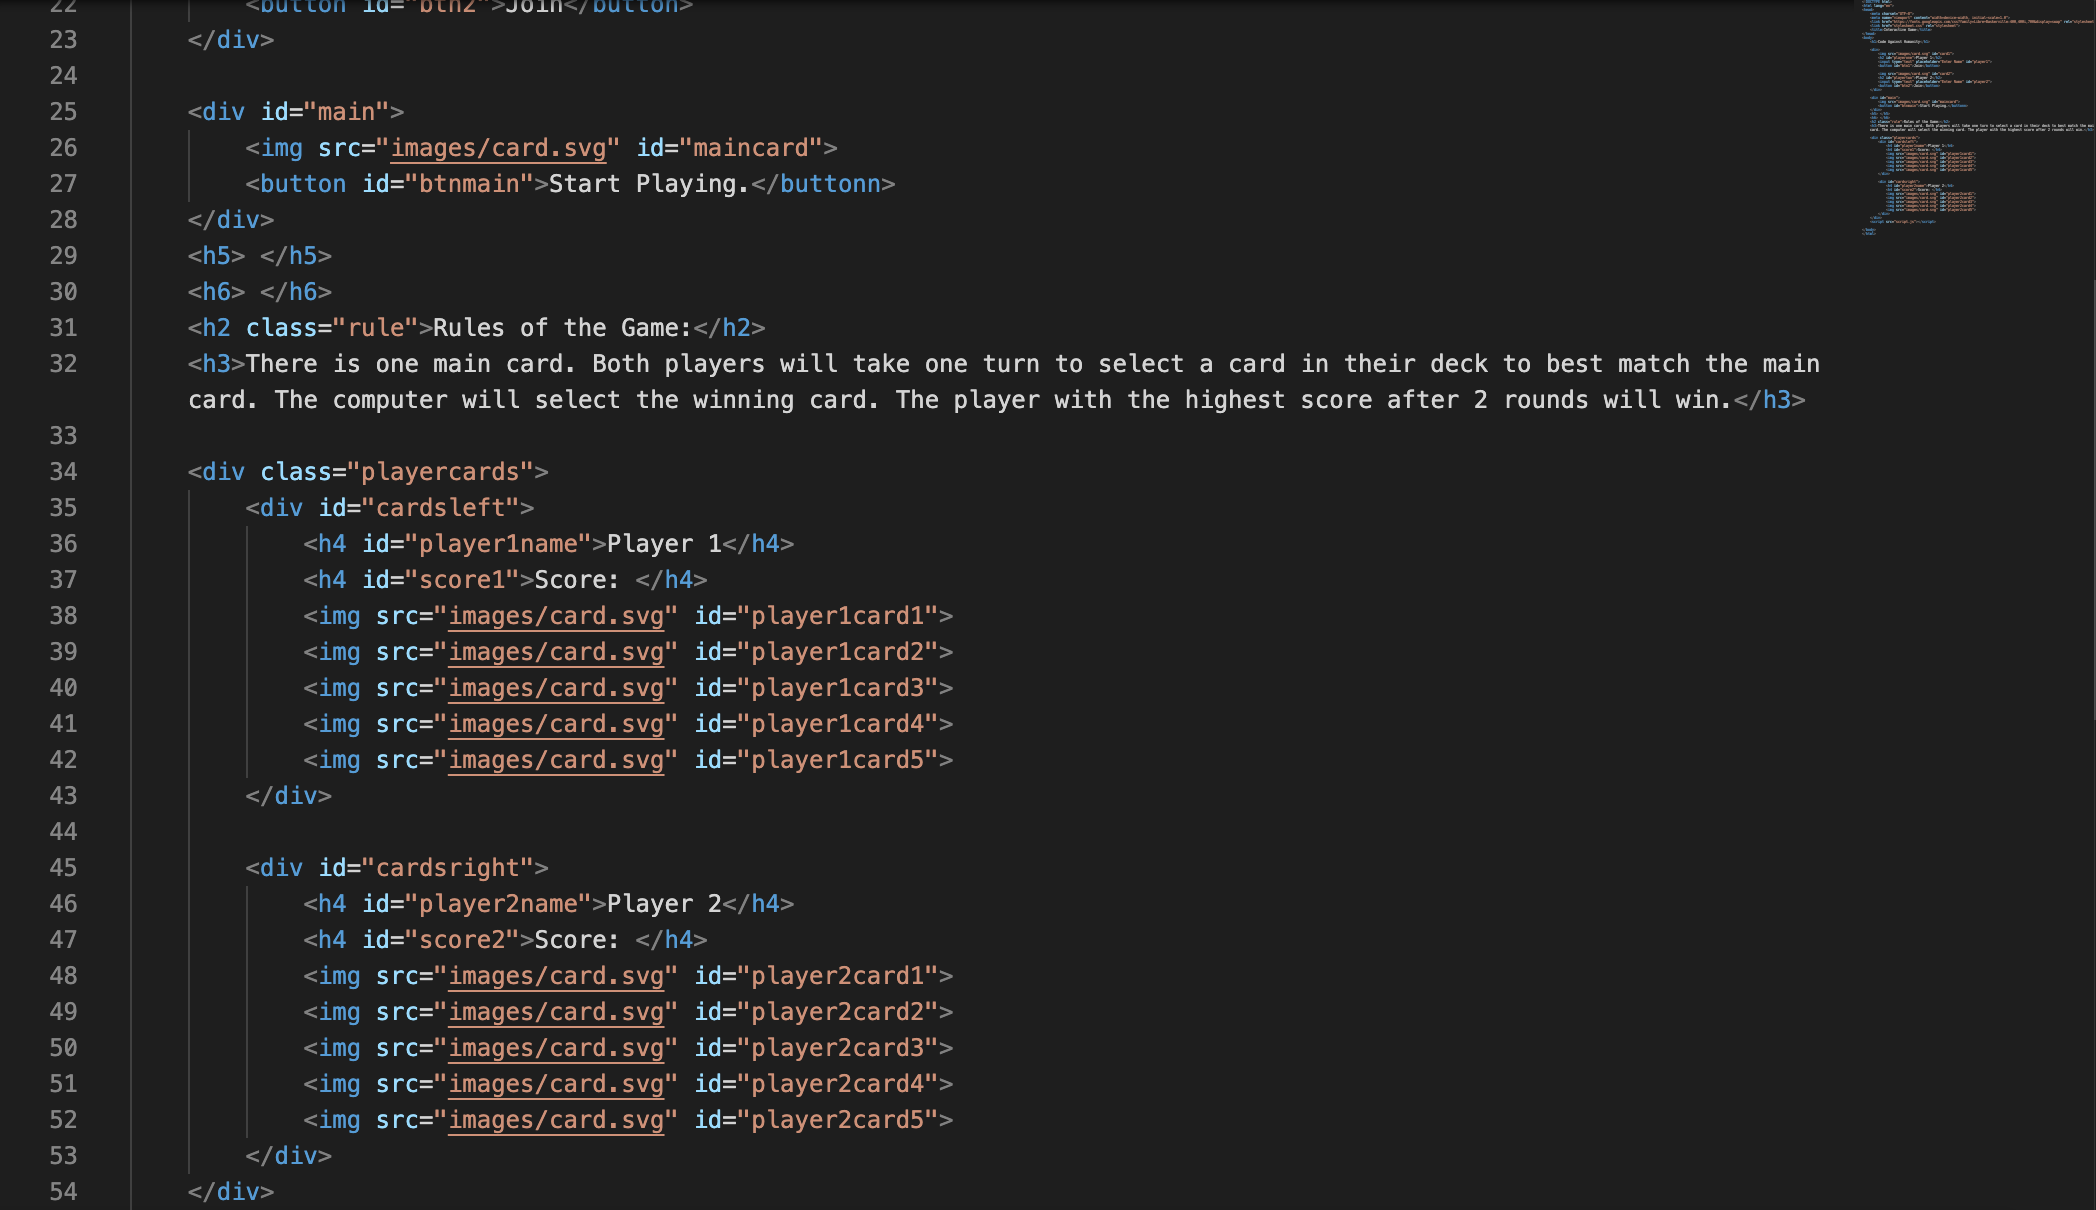 22 <button id="btn2">Join</button>
23 </div>
24
25 <div id="main">
26 <img src="images/card.svg" id="maincard">
27 <button id="btnmain">Start Playing.</buttonn>
28 </div>
29 <h5> </h5>
30 <h6> </h6>
31 <h2 class="rule">Rules of the Game:</h2>
32 <h3>There is one main card. Both players will take one turn to select a card in their deck to best match the main
card. The computer will select the winning card. The player with the highest score after 2 rounds will win.</h3>
33
34 <div class="playercards">
35 <div id="cardsleft">
36 <h4 id="player1name">Player 1</h4>
37 <h4 id="score1">Score: </h4>
38 <img src="images/card.svg" id="player1card1">
39 <img src="images/card.svg" id="player1card2">
40 <img src="images/card.svg" id="player1card3">
41 <img src="images/card.svg" id="player1card4">
42 <img src="images/card.svg" id="player1card5">
43 </div>
44
45 <div id="cardsright">
46 <h4 id="player2name">Player 2</h4>
47 <h4 id="score2">Score: </h4>
48 <img src="images/card.svg" id="player2card1">
49 <img src="images/card.svg" id="player2card2">
50 <img src="images/card.svg" id="player2card3">
51 <img src="images/card.svg" id="player2card4">
52 <img src="images/card.svg" id="player2card5">
53 </div>
54 </div>